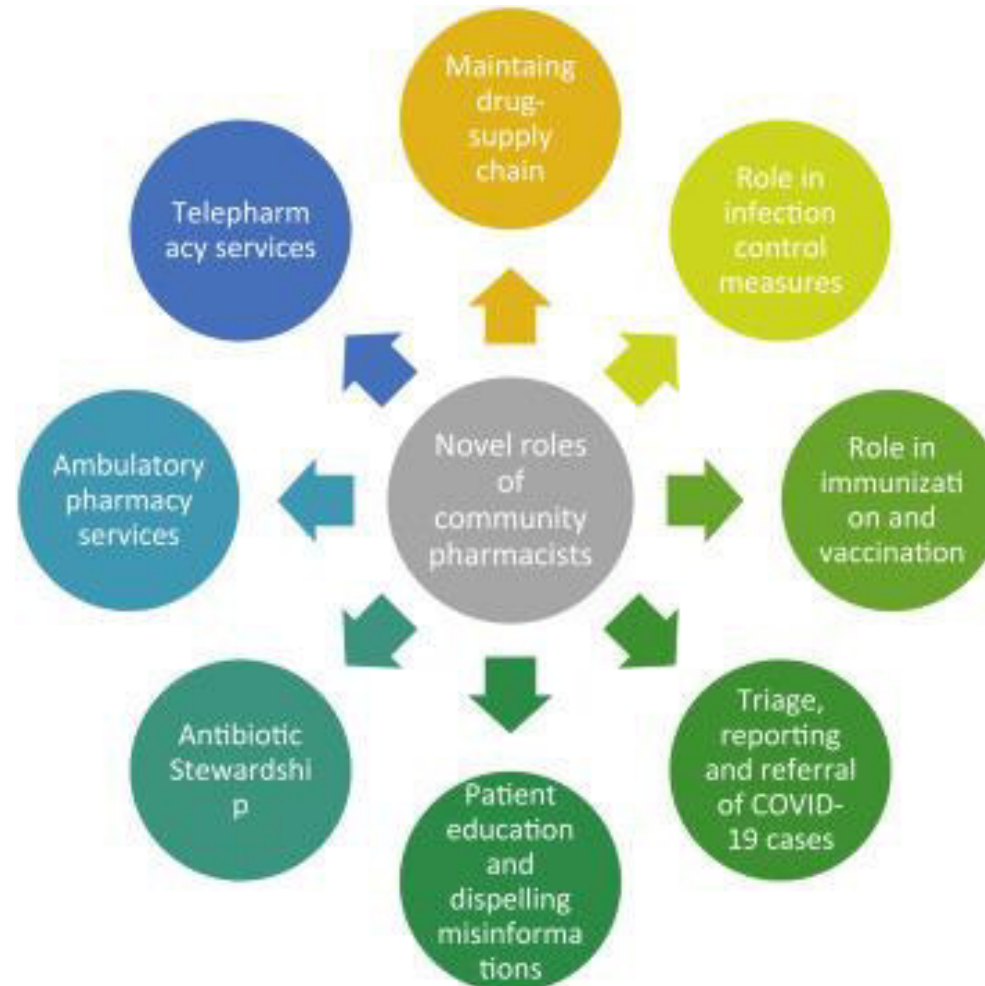 Maintaing
drug-
supply
chain
Role in
infection
control
measures
Role in
immunizati
on and
vaccination
Triage,
reporting
and referral
of COVID-
19 cases
Patient
education
and
dispelling
misinforma
tions
Antibiotic
Stewardshi
p
Ambulatory
pharmacy
services
Telepharm
acy services
Novel roles
of
community
pharmacists